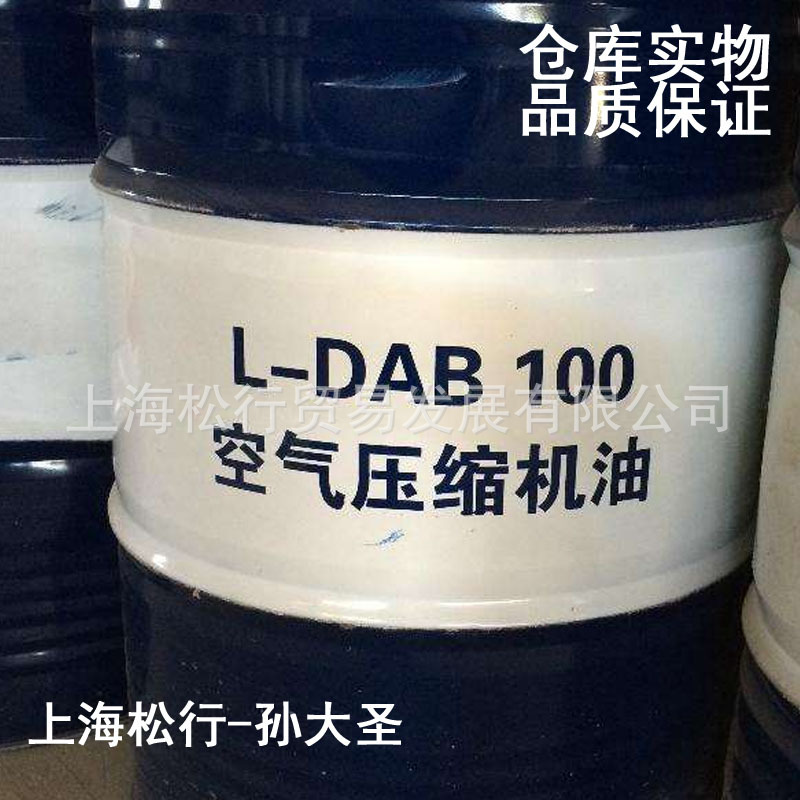 仓库实物
品质保证
L-DAB 100
上海松行贸易发展有限公司
空气压缩机油
上海松行-孙大圣